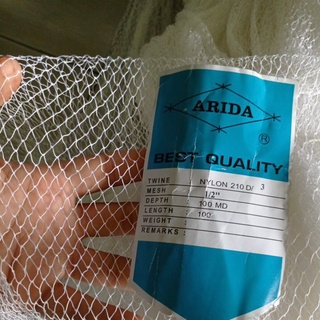 ARIDA
®
BEST QUALITY
TWINE : NYLON 210 D/ 3
MESH : 1/2"
DEPTH : 100 MD
LENGTH : 100
WEIGHT :
REMARKS :